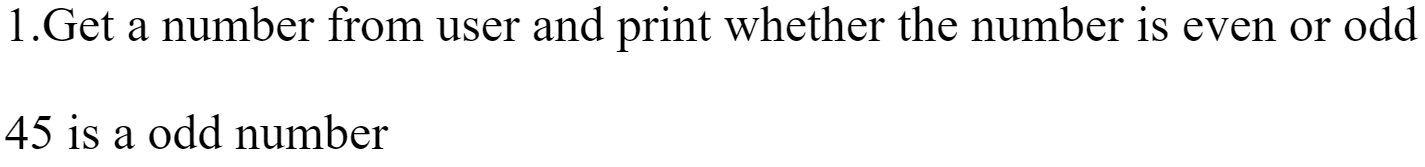 1.Get a number from user and print whether the number is even or odd
45 is a odd number